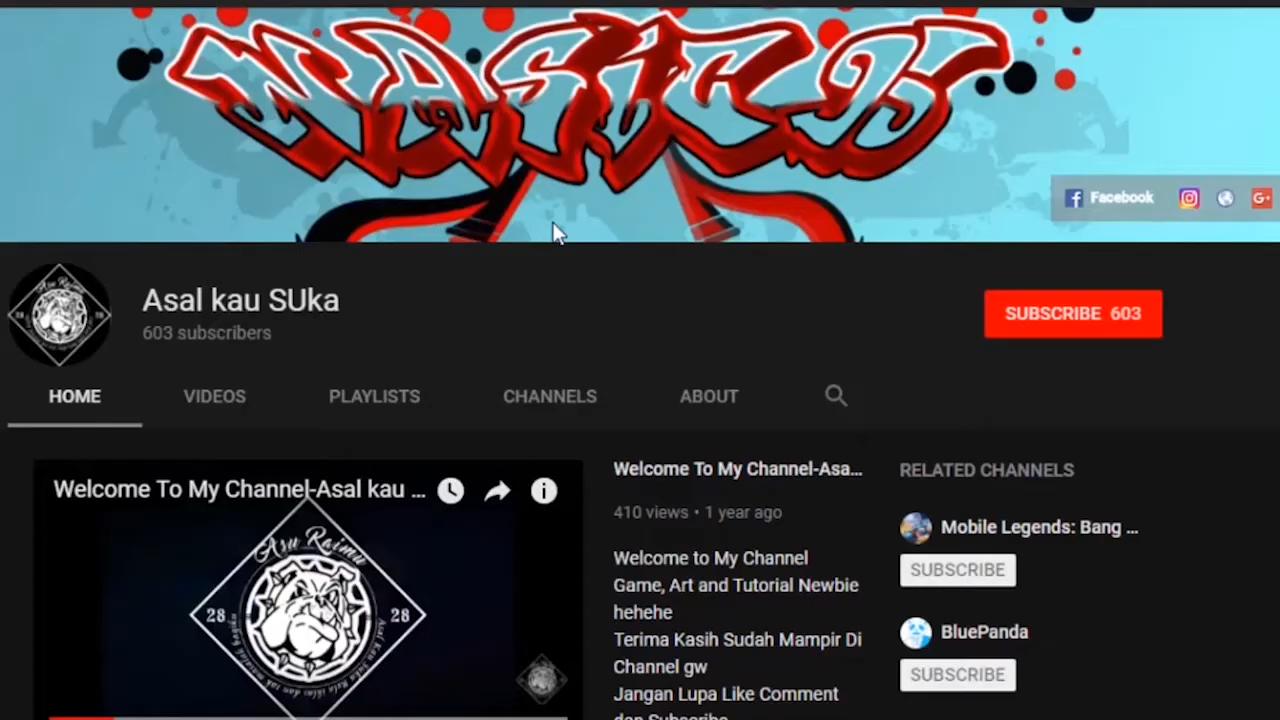 Facebook
G+
Asal kau SUka
603 subscribers
SUBSCRIBE 603
HOME
VIDEOS
PLAYLISTS
CHANNELS
ABOUT
Welcome To My Channel-Asal kau ...
Asu Raimu
28
28
Welcome To My Channel-Asa...
410 views • 1 year ago
Welcome to My Channel
Game, Art and Tutorial Newbie
hehehe
Terima Kasih Sudah Mampir Di
Channel gw
Jangan Lupa Like Comment
dan Subscribe
RELATED CHANNELS
Mobile Legends: Bang ...
SUBSCRIBE
BluePanda
SUBSCRIBE